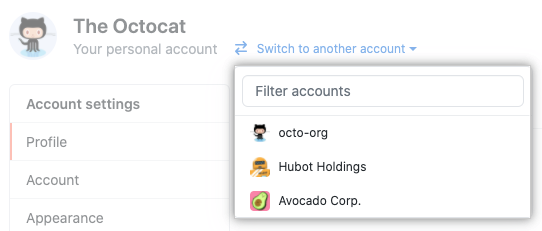 The Octocat
Your personal account
Switch to another account
Filter accounts
octo-org
Hubot Holdings
Avocado Corp.
Account settings
Profile
Account
Appearance